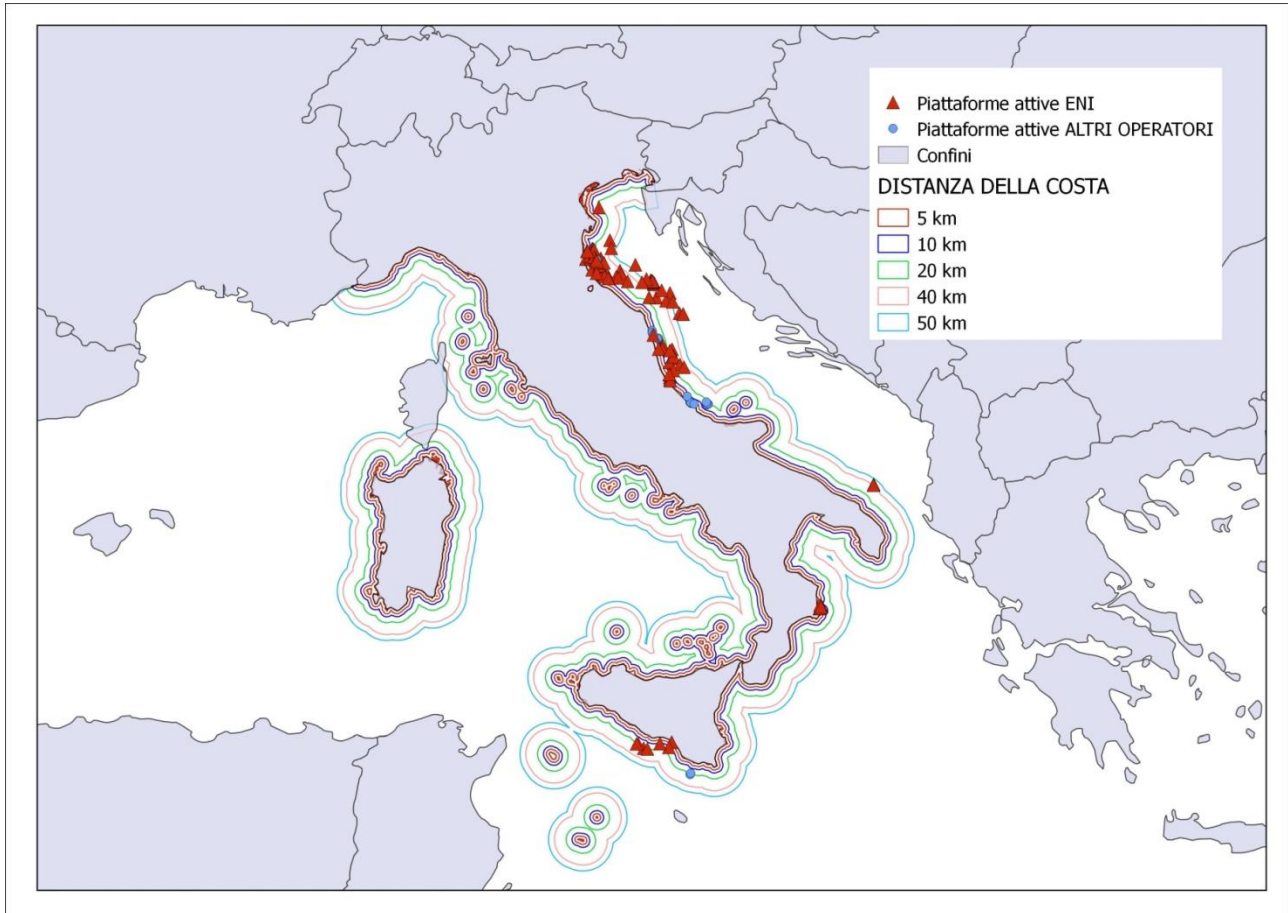 Piattaforme attive ENI
Piattaforme attive ALTRI OPERATORI
Confini
DISTANZA DELLA COSTA
5 km
10 km
20 km
40 km
50 km